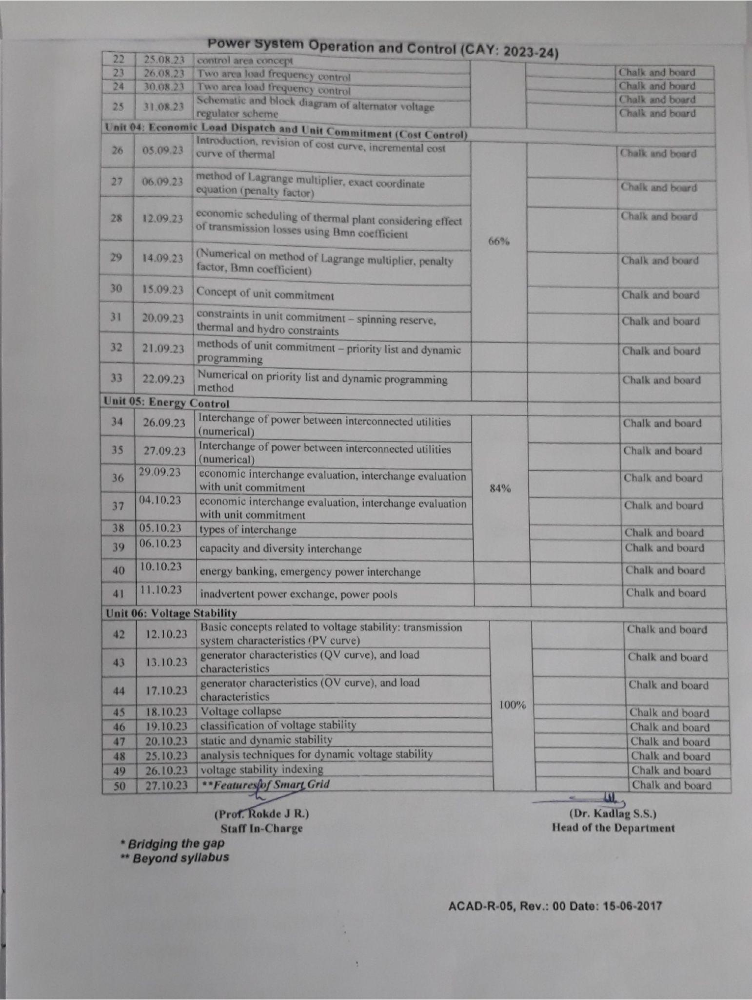 Power System Operation and Control (CAY: 2023-24)
22 25.08.23 control area concept
23 26.08.23 Two area load frequency control Chalk and board
24 30.08.23 Two area load frequency control Chalk and board
Chalk and board
25 31.08.23 Schematic and block diagram of alternator voltage
regulator scheme Chalk and board
Unit 04: Economic Load Dispatch and Unit Commitment (Cost Control)
26 05.09.23 Introduction, revision of cost curve, incremental cost
curve of thermal Chalk and board
27 06.09.23 method of Lagrange multiplier, exact coordinate
equation (penalty factor) Chalk and board
28 12.09.23 economic scheduling of thermal plant considering effect
of transmission losses using Bmn coefficient Chalk and board
66%
29 14.09.23 (Numerical on method of Lagrange multiplier, penalty
factor, Bmn coefficient) Chalk and board
30 15.09.23 Concept of unit commitment Chalk and board
31 20.09.23 constraints in unit commitment – spinning reserve,
thermal and hydro constraints Chalk and board
32 21.09.23 methods of unit commitment – priority list and dynamic
programming Chalk and board
33 22.09.23 Numerical on priority list and dynamic programming
method Chalk and board
Unit 05: Energy Control
34 26.09.23 Interchange of power between interconnected utilities
(numerical) Chalk and board
35 27.09.23 Interchange of power between interconnected utilities
(numerical) Chalk and board
36 29.09.23 economic interchange evaluation, interchange evaluation
with unit commitment Chalk and board
84%
37 04.10.23 economic interchange evaluation, interchange evaluation
with unit commitment Chalk and board
38 05.10.23 types of interchange Chalk and board
39 06.10.23 capacity and diversity interchange Chalk and board
40 10.10.23 energy banking, emergency power interchange Chalk and board
41 11.10.23 inadvertent power exchange, power pools Chalk and board
Unit 06: Voltage Stability
42 12.10.23 Basic concepts related to voltage stability: transmission
system characteristics (PV curve) Chalk and board
43 13.10.23 generator characteristics (QV curve), and load
characteristics Chalk and board
44 17.10.23 generator characteristics (QV curve), and load
characteristics Chalk and board
100%
45 18.10.23 Voltage collapse Chalk and board
46 19.10.23 classification of voltage stability Chalk and board
47 20.10.23 static and dynamic stability Chalk and board
48 25.10.23 analysis techniques for dynamic voltage stability Chalk and board
49 26.10.23 voltage stability indexing Chalk and board
50 27.10.23 **Features of Smart Grid Chalk and board
(Prof. Rokde J R.) (Dr. Kadlag S.S.)
Staff In-Charge Head of the Department
* Bridging the gap
** Beyond syllabus
ACAD-R-05, Rev.: 00 Date: 15-06-2017